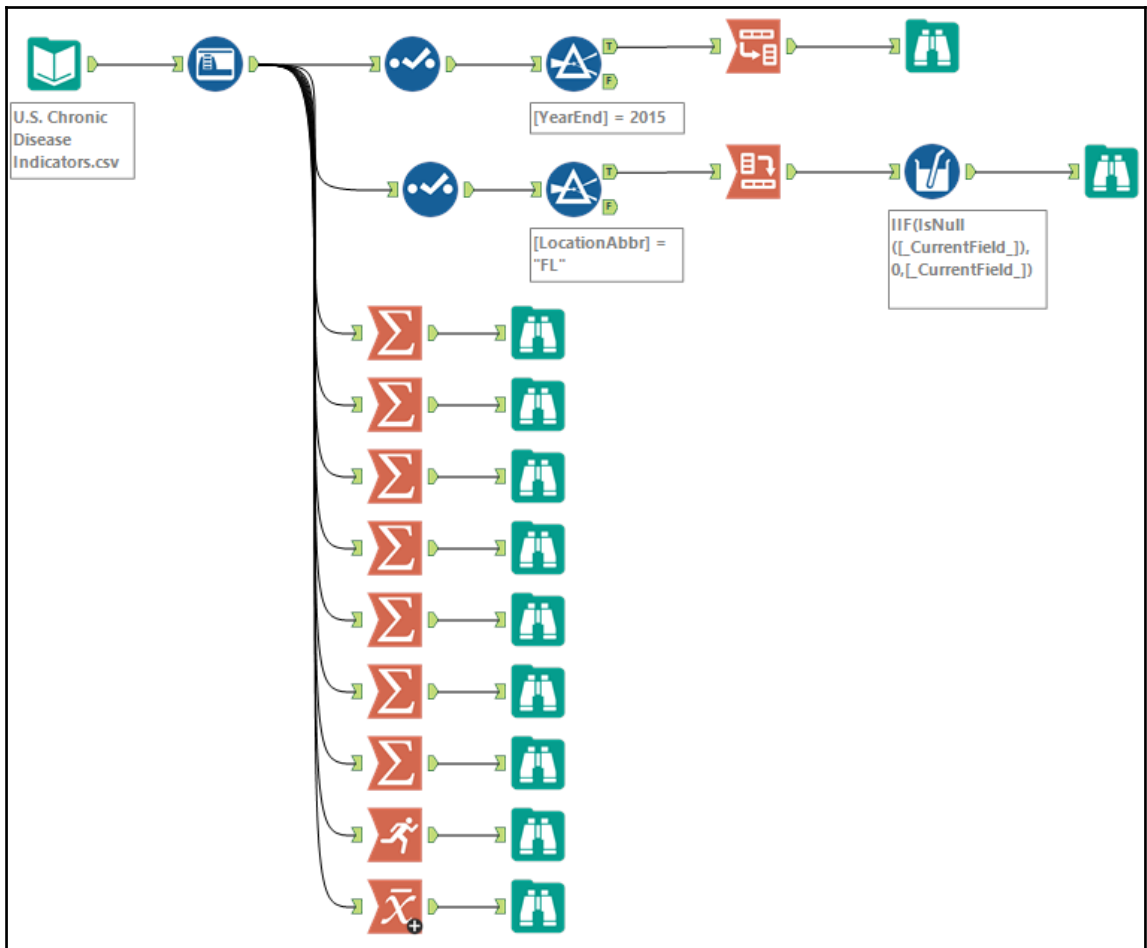 U.S. Chronic
Disease
Indicators.csv
T
F
[YearEnd] = 2015
T
F
[LocationAbbr] =
"FL"
IIF(IsNull
([_CurrentField_]),
0,[_CurrentField_])
Σ
Σ
Σ
Σ
Σ
Σ
Σ
x̄